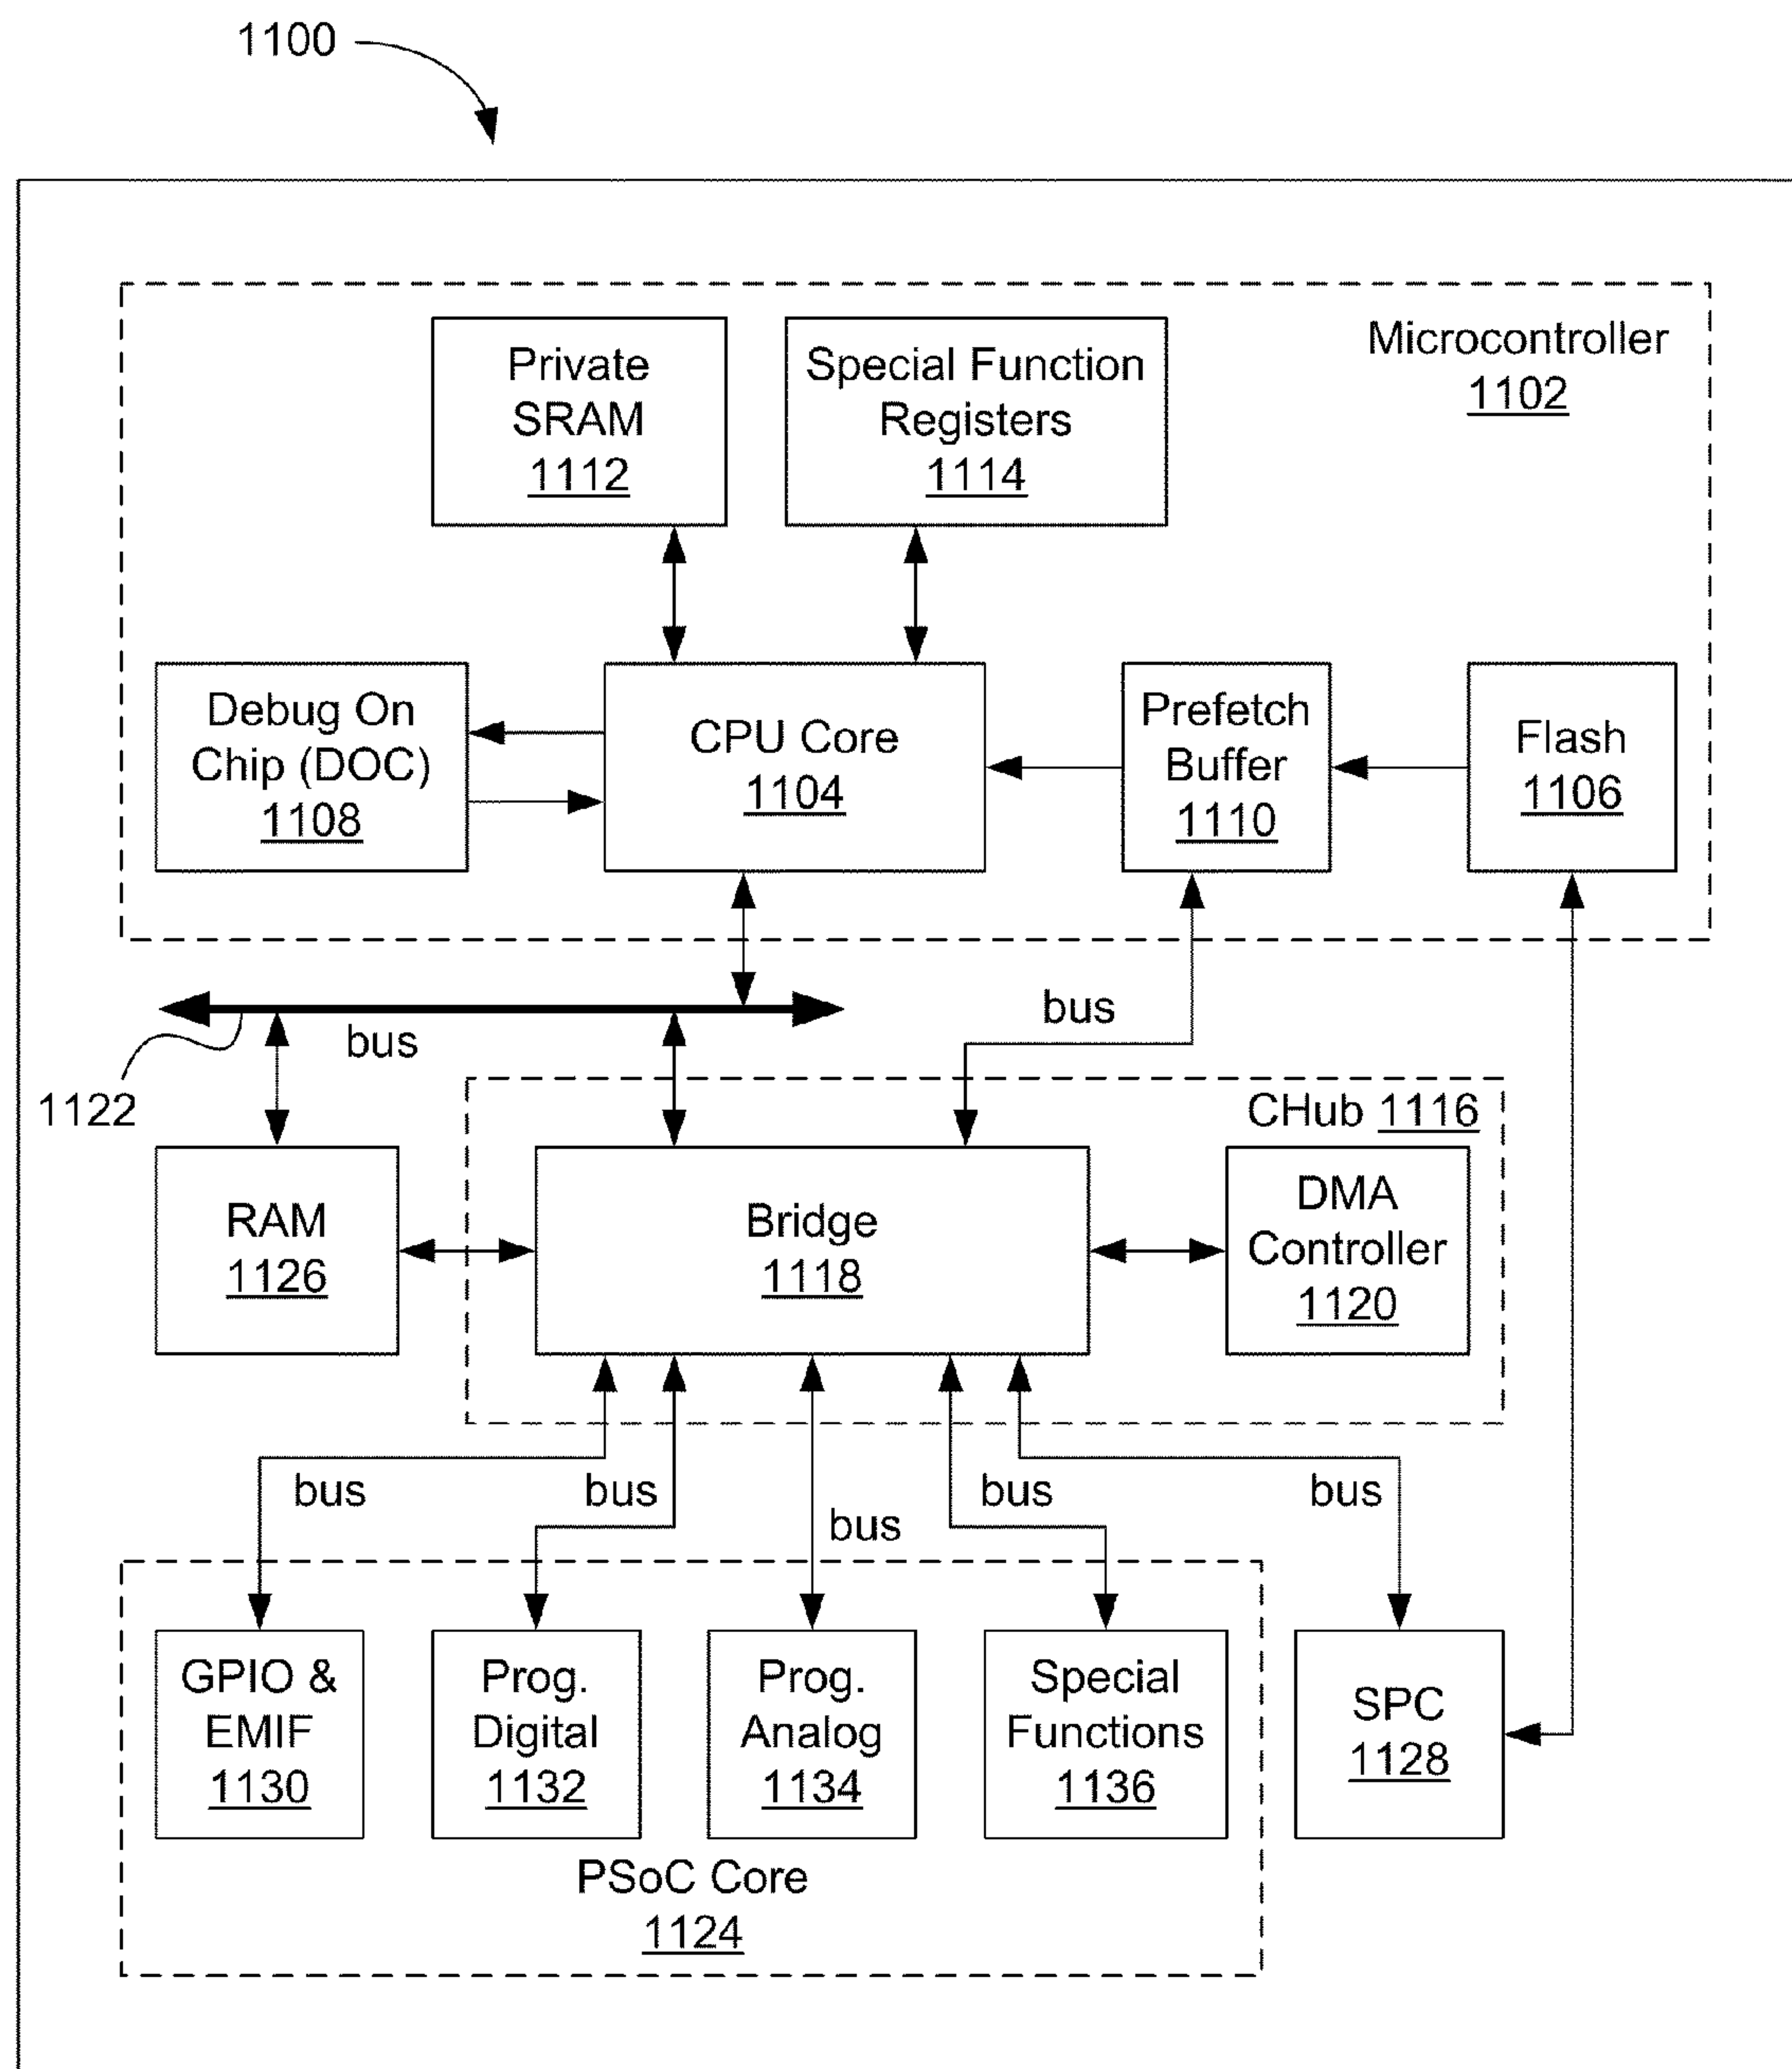 1100
Microcontroller
1102
Private
SRAM
1112
Special Function
Registers
1114
Debug On
Chip (DOC)
1108
CPU Core
1104
Prefetch
Buffer
1110
Flash
1106
bus
bus
1122
CHub 1116
RAM
1126
Bridge
1118
DMA
Controller
1120
bus
bus
bus
bus
bus
GPIO &
EMIF
1130
Prog.
Digital
1132
Prog.
Analog
1134
Special
Functions
1136
SPC
1128
PSoC Core
1124